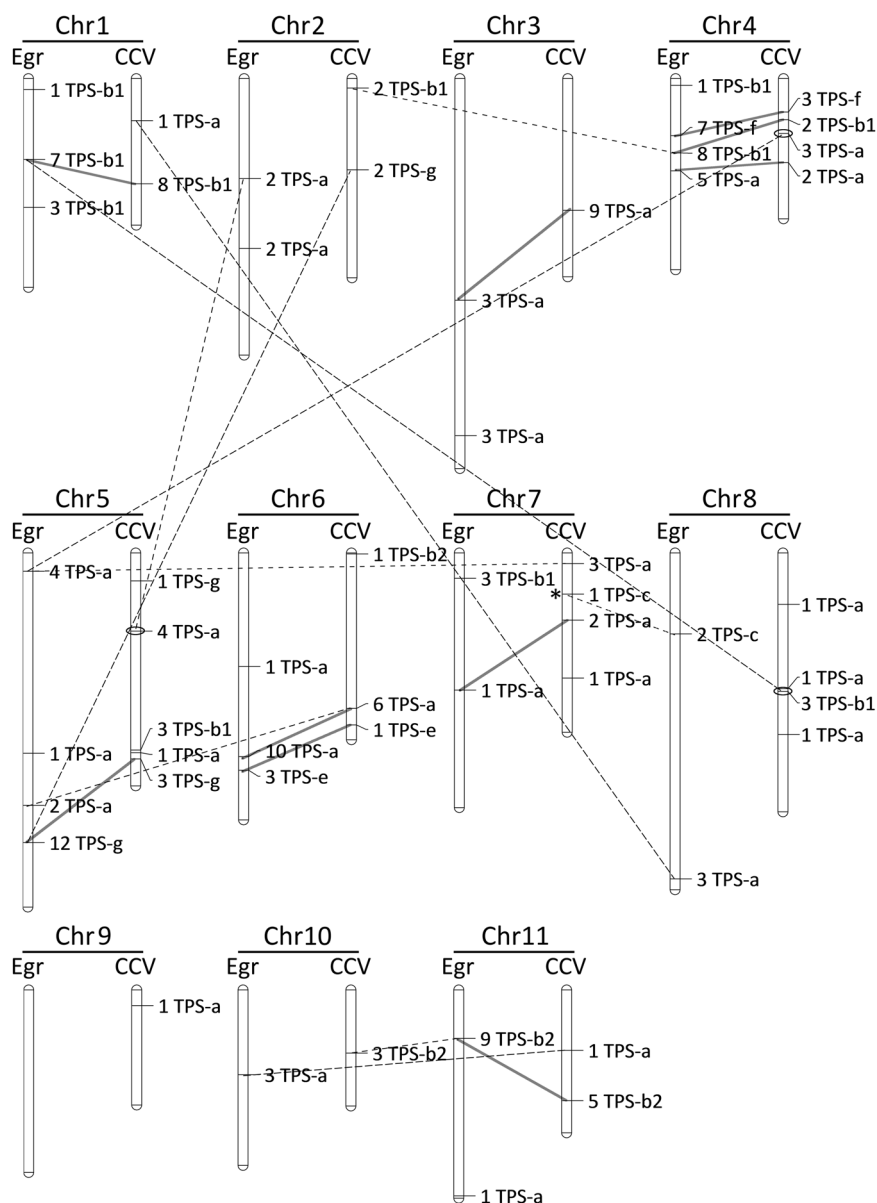 Chr1
Egr CCV
1 TPS-b1
1 TPS-a
7 TPS-b1
8 TPS-b1
3 TPS-b1
Chr2
Egr CCV
2 TPS-b1
2 TPS-a
2 TPS-g
2 TPS-a
Chr3
Egr CCV
9 TPS-a
3 TPS-a
3 TPS-a
Chr4
Egr CCV
1 TPS-b1
3 TPS-f
7 TPS-f
2 TPS-b1
8 TPS-b1
3 TPS-a
5 TPS-a
2 TPS-a
Chr5
Egr CCV
4 TPS-a
1 TPS-g
4 TPS-a
3 TPS-b1
1 TPS-a
1 TPS-a
3 TPS-g
2 TPS-a
12 TPS-g
Chr6
Egr CCV
1 TPS-b2
1 TPS-a
6 TPS-a
1 TPS-e
10 TPS-a
3 TPS-e
Chr7
Egr CCV
3 TPS-a
3 TPS-b1
* 1 TPS-c
2 TPS-a
1 TPS-a
1 TPS-a
Chr8
Egr CCV
1 TPS-a
2 TPS-c
1 TPS-a
3 TPS-b1
1 TPS-a
3 TPS-a
Chr9
Egr CCV
1 TPS-a
Chr10
Egr CCV
3 TPS-b2
3 TPS-a
Chr11
Egr CCV
9 TPS-b2
1 TPS-a
5 TPS-b2
1 TPS-a